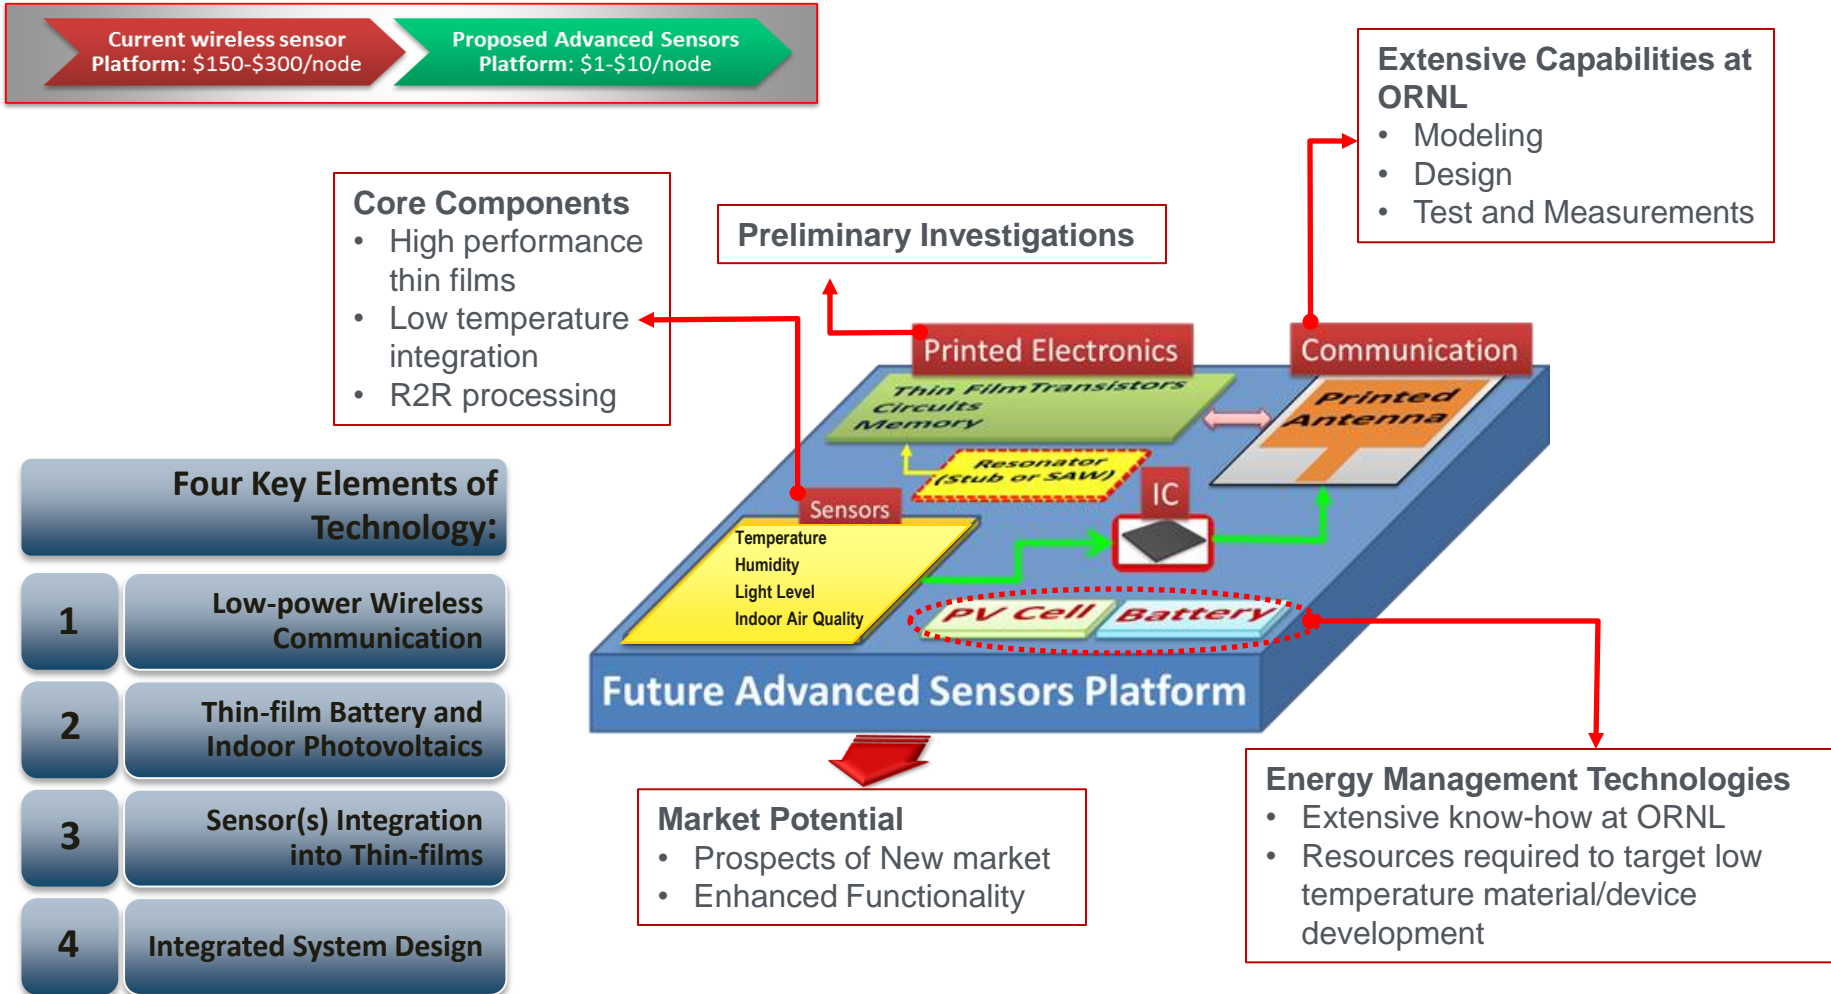 Current wireless sensor
Platform: $150-$300/node
Proposed Advanced Sensors
Platform: $1-$10/node
Extensive Capabilities at
ORNL
• Modeling
• Design
• Test and Measurements
Core Components
• High performance
thin films
• Low temperature
integration
• R2R processing
Preliminary Investigations
Printed Electronics
Communication
Thin FilmTransistors
Circuits
Memory
Printed
Antenna
Resonator
(Stub or SAW)
IC
Sensors
Temperature
Humidity
Light Level
Indoor Air Quality
PV Cell
Battery
Future Advanced Sensors Platform
Four Key Elements of
Technology:
1
Low-power Wireless
Communication
2
Thin-film Battery and
Indoor Photovoltaics
3
Sensor(s) Integration
into Thin-films
4
Integrated System Design
Market Potential
• Prospects of New market
• Enhanced Functionality
Energy Management Technologies
• Extensive know-how at ORNL
• Resources required to target low
temperature material/device
development